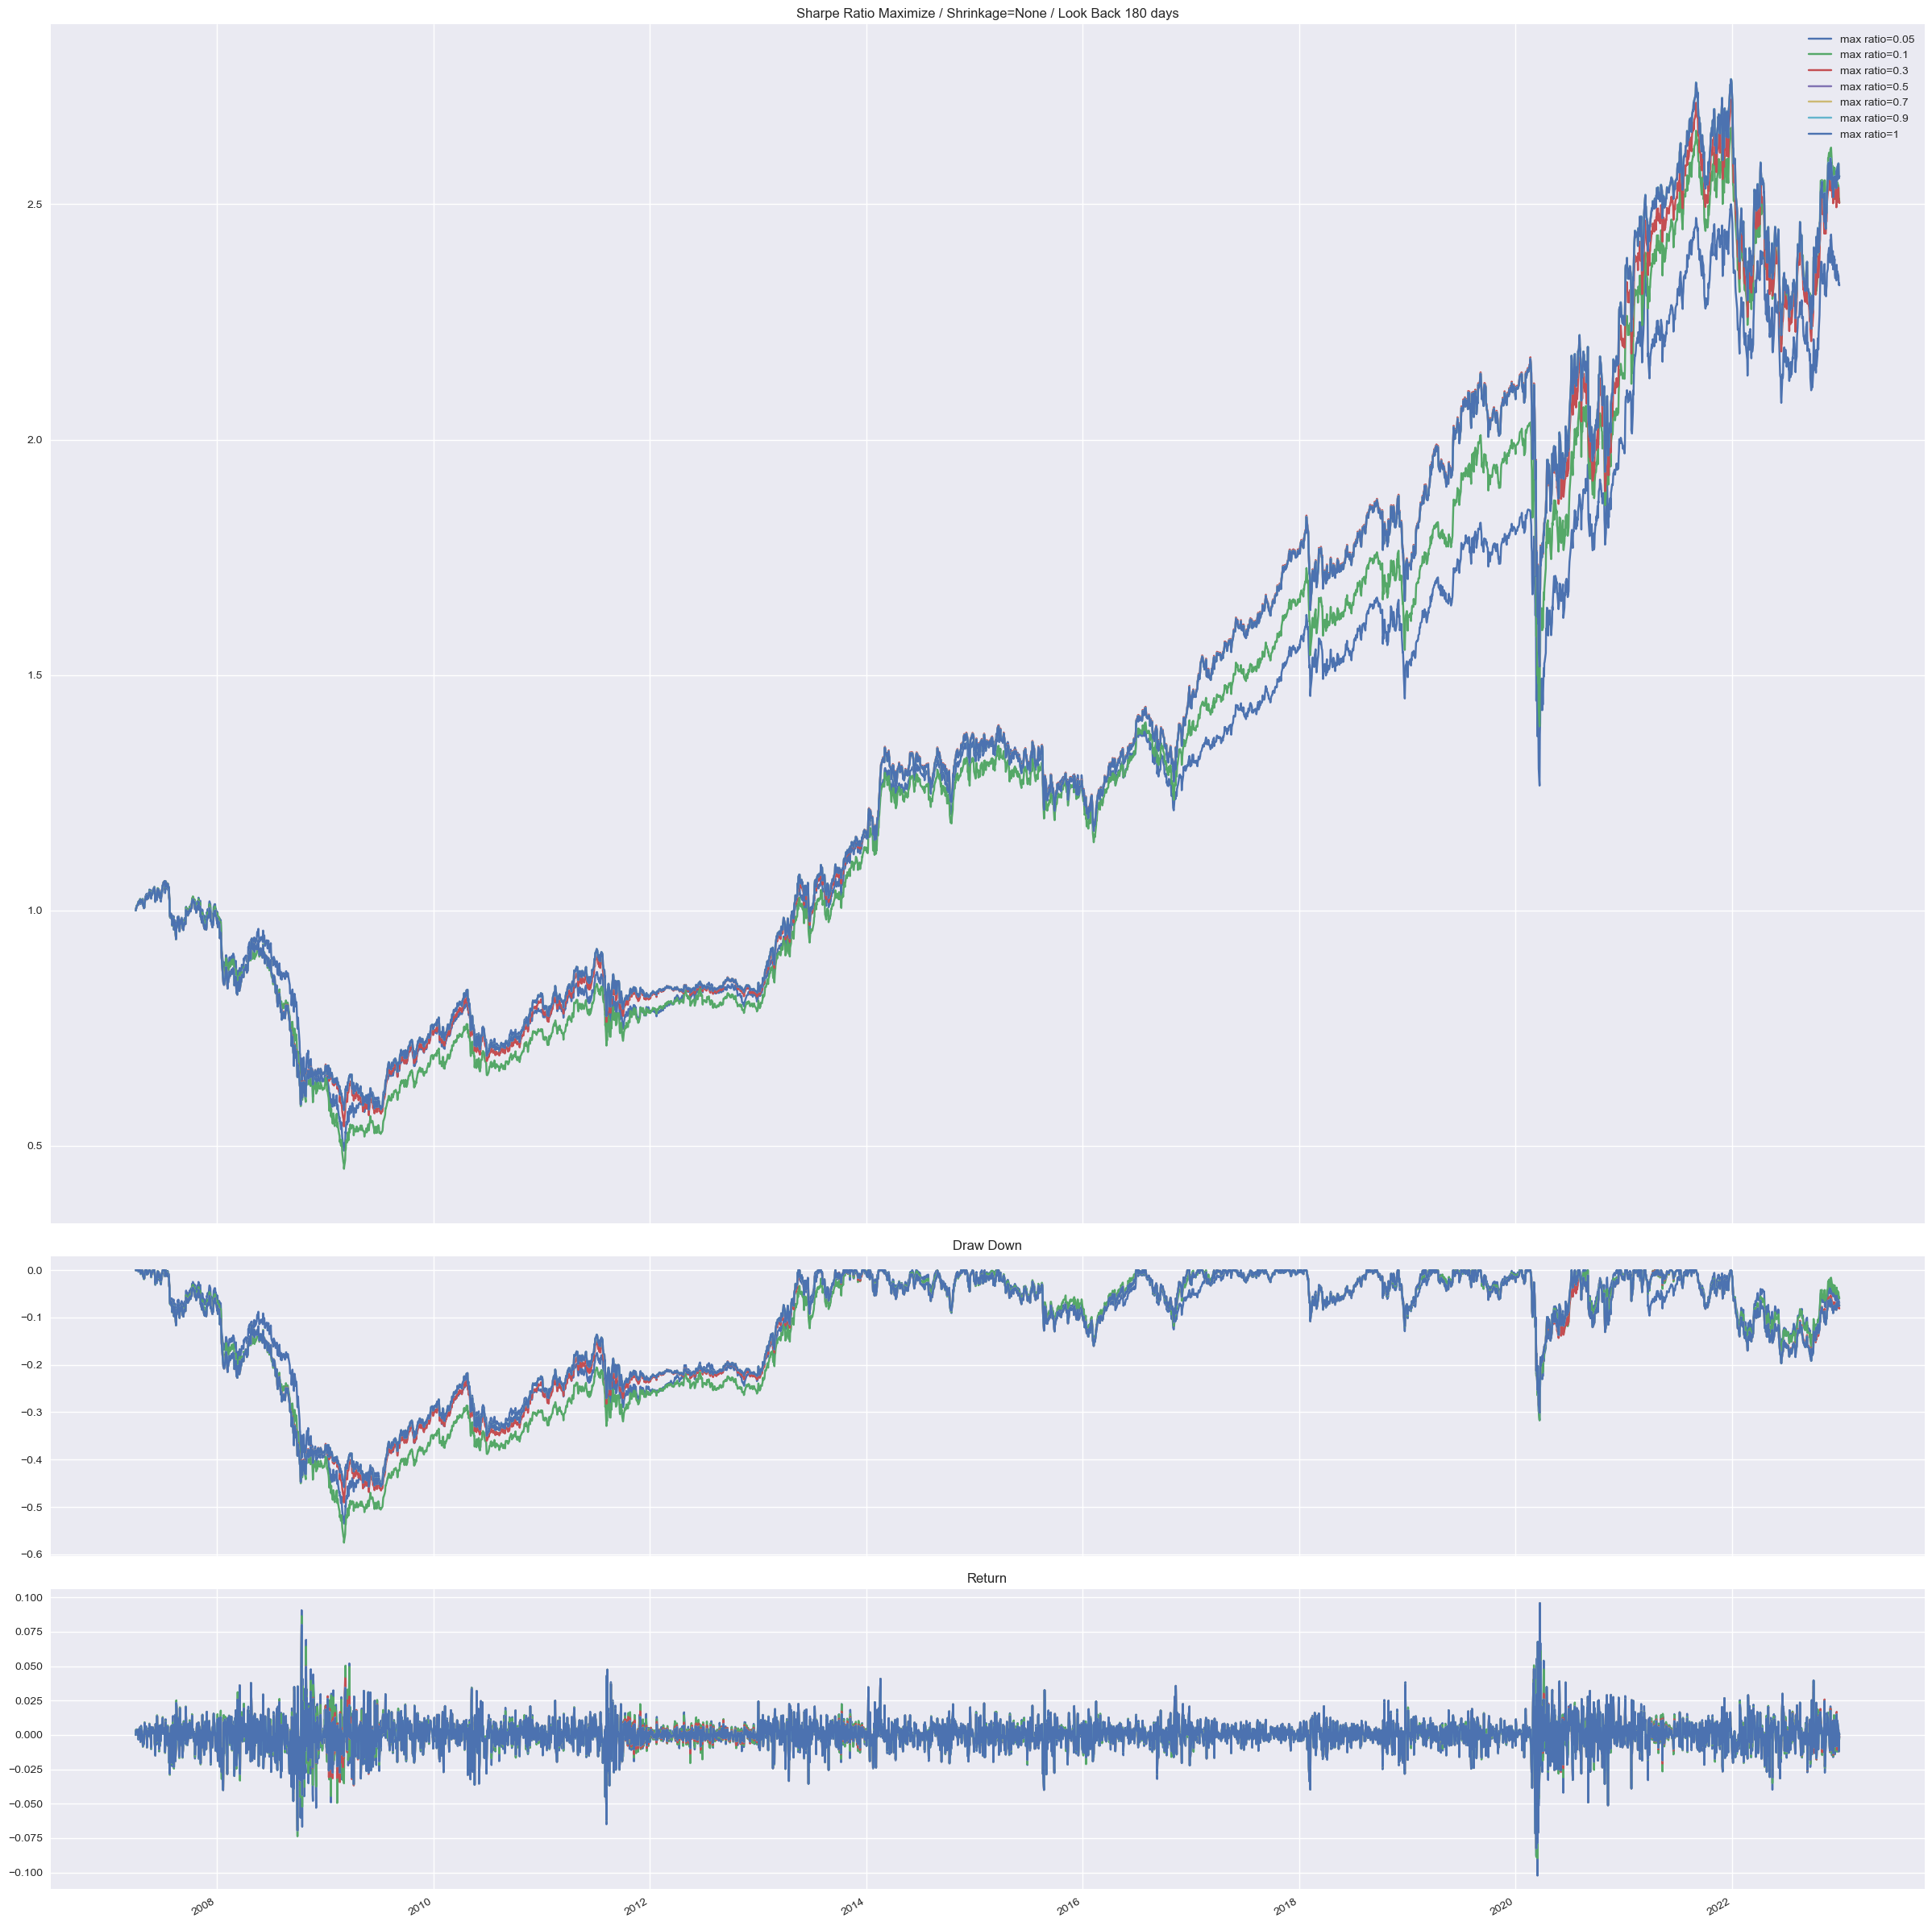 Sharpe Ratio Maximize / Shrinkage=None / Look Back 180 days
max ratio=0.05
max ratio=0.1
max ratio=0.3
max ratio=0.5
max ratio=0.7
max ratio=0.9
max ratio=1
2.5
2.0
1.5
1.0
0.5
Draw Down
0.0
−0.1
−0.2
−0.3
−0.4
−0.5
−0.6
Return
0.100
0.075
0.050
0.025
0.000
−0.025
−0.050
−0.075
−0.100
2008
2010
2012
2014
2016
2018
2020
2022